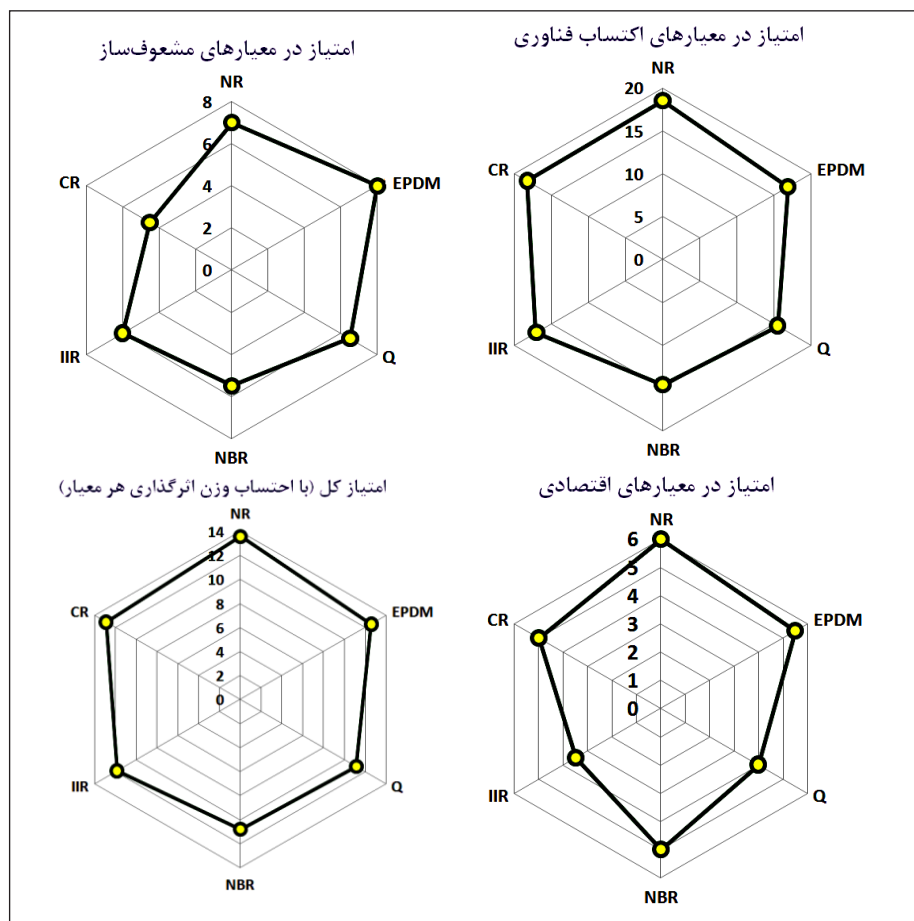 امتیاز در معیارهای اکتساب فناوری
NR
20
15
10
5
0
EPDM
Q
NBR
IIR
CR
امتیاز در معیارهای مشعوف‌ساز
NR
8
6
4
2
0
EPDM
Q
NBR
IIR
CR
امتیاز در معیارهای اقتصادی
NR
6
5
4
3
2
1
0
EPDM
Q
NBR
IIR
CR
امتیاز کل (با احتساب وزن اثرگذاری هر معیار)
NR
14
12
10
8
6
4
2
0
EPDM
Q
NBR
IIR
CR